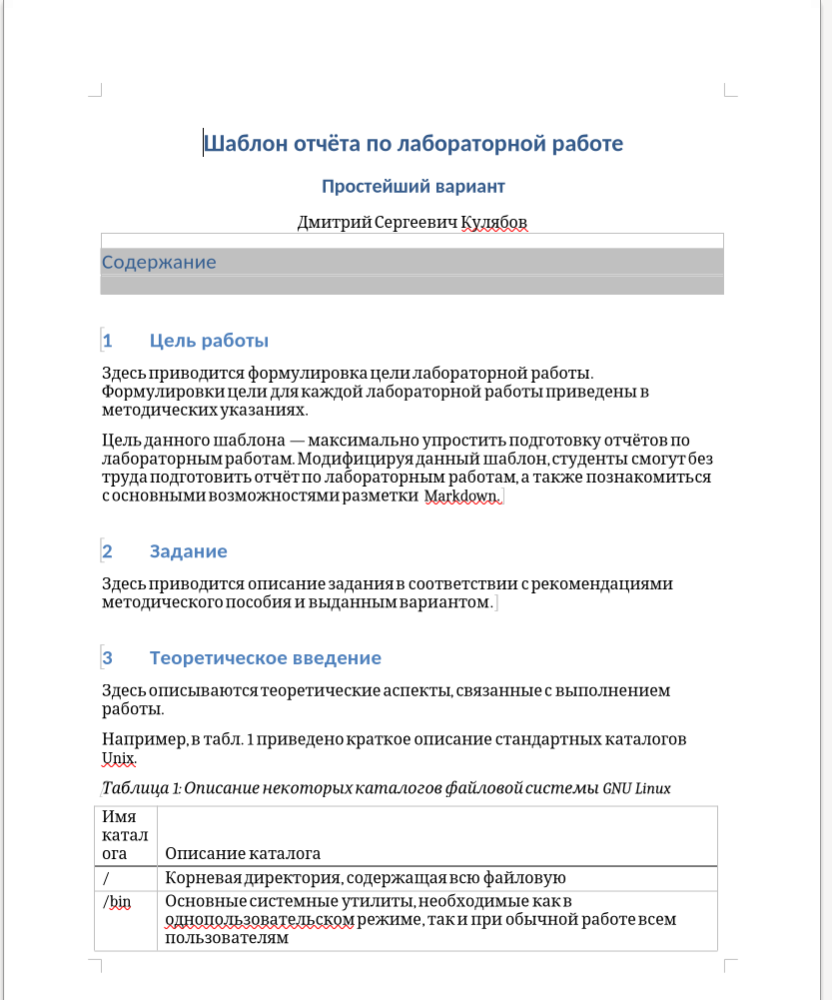 Шаблон отчёта по лабораторной работе
Простейший вариант
Дмитрий Сергеевич Кулябов
Содержание
1 Цель работы
Здесь приводится формулировка цели лабораторной работы.
Формулировки цели для каждой лабораторной работы приведены в
методических указаниях.
Цель данного шаблона — максимально упростить подготовку отчётов по
лабораторным работам. Модифицируя данный шаблон, студенты смогут без
труда подготовить отчёт по лабораторным работам, а также познакомиться
с основными возможностями разметки Markdown.
2 Задание
Здесь приводится описание задания в соответствии с рекомендациями
методического пособия и выданным вариантом.
3 Теоретическое введение
Здесь описываются теоретические аспекты, связанные с выполнением
работы.
Например, в табл. 1 приведено краткое описание стандартных каталогов
Unix.
Таблица 1: Описание некоторых каталогов файловой системы GNU Linux
Имя
катал
ога
Описание каталога
/ Корневая директория, содержащая всю файловую
/bin Основные системные утилиты, необходимые как в
однопользовательском режиме, так и при обычной работе всем
пользователям